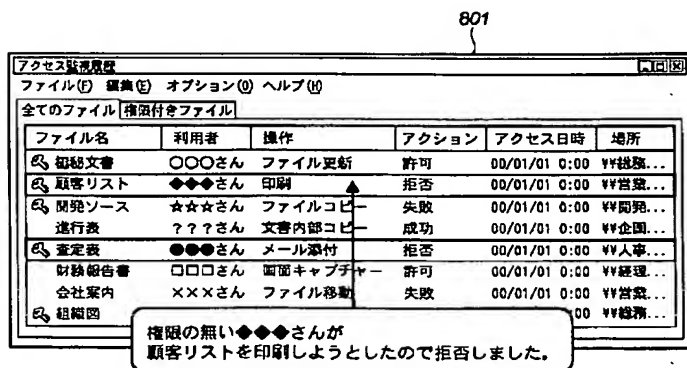 801
アクセス監視履歴
ファイル(F) 編集(E) オプション(O) ヘルプ(H)
全てのファイル 権限付きファイル
ファイル名 利用者 操作 アクション アクセス日時 場所
秘文書 ○○○さん ファイル更新 許可 00/01/01 0:00 ¥¥総務...
顧客リスト ◆◆◆さん 印刷 拒否 00/01/01 0:00 ¥¥営業...
開発ソース ☆☆☆さん ファイルコピー 失敗 00/01/01 0:00 ¥¥開発...
進行表 ???さん 文書内部コピー 成功 00/01/01 0:00 ¥¥企画...
査定表 ●●●さん メール添付 拒否 00/01/01 0:00 ¥¥人事...
財務報告書 □□□さん 画面キャプチャー 許可 00/01/01 0:00 ¥¥経理...
会社案内 ×××さん ファイル移動 失敗 00/01/01 0:00 ¥¥営業...
組織図 :00 ¥¥総務...
権限の無い◆◆◆さんが
顧客リストを印刷しようとしたので拒否しました。